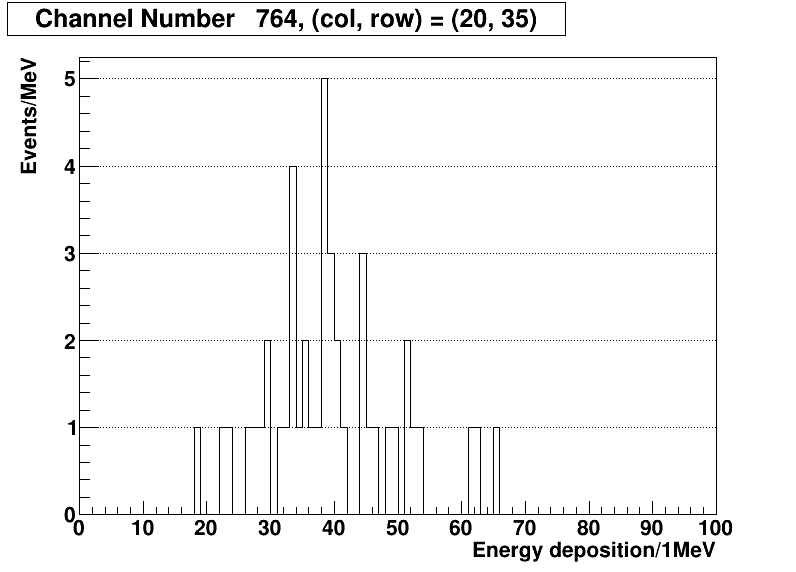 Channel Number   764, (col, row) = (20, 35)
Events/MeV
5
4
3
2
1
0
0 10 20 30 40 50 60 70 80 90 100
Energy deposition/1MeV